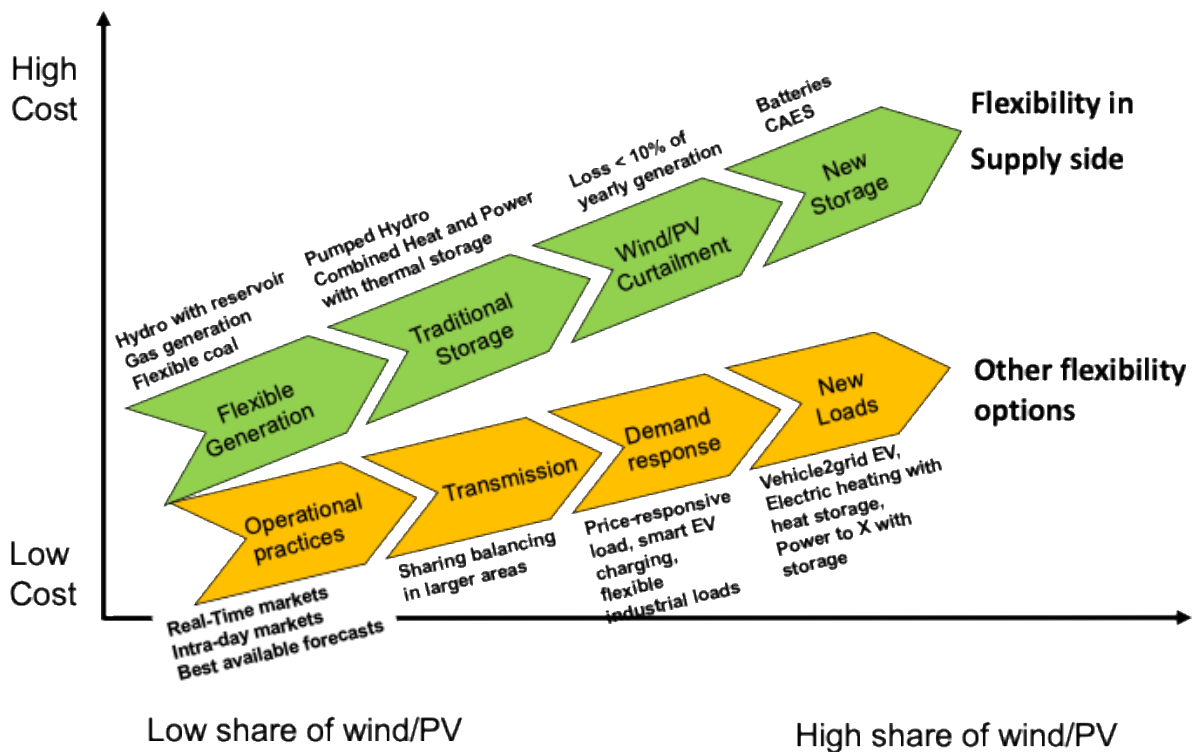 High
Cost
Batteries
CAES
Flexibility in
Supply side
New
Storage
Loss < 10% of
yearly generation
Wind/PV
Curtailment
Pumped Hydro
Combined Heat and Power
with thermal storage
Traditional
Storage
Hydro with reservoir
Gas generation
Flexible coal
Flexible
Generation
Other flexibility
options
New
Loads
Vehicle2grid EV,
Electric heating with
heat storage,
Power to X with
storage
Demand
response
Price-responsive
load, smart EV
charging,
flexible
industrial loads
Transmission
Sharing balancing
in larger areas
Operational
practices
Real-Time markets
Intra-day markets
Best available forecasts
Low
Cost
Low share of wind/PV
High share of wind/PV